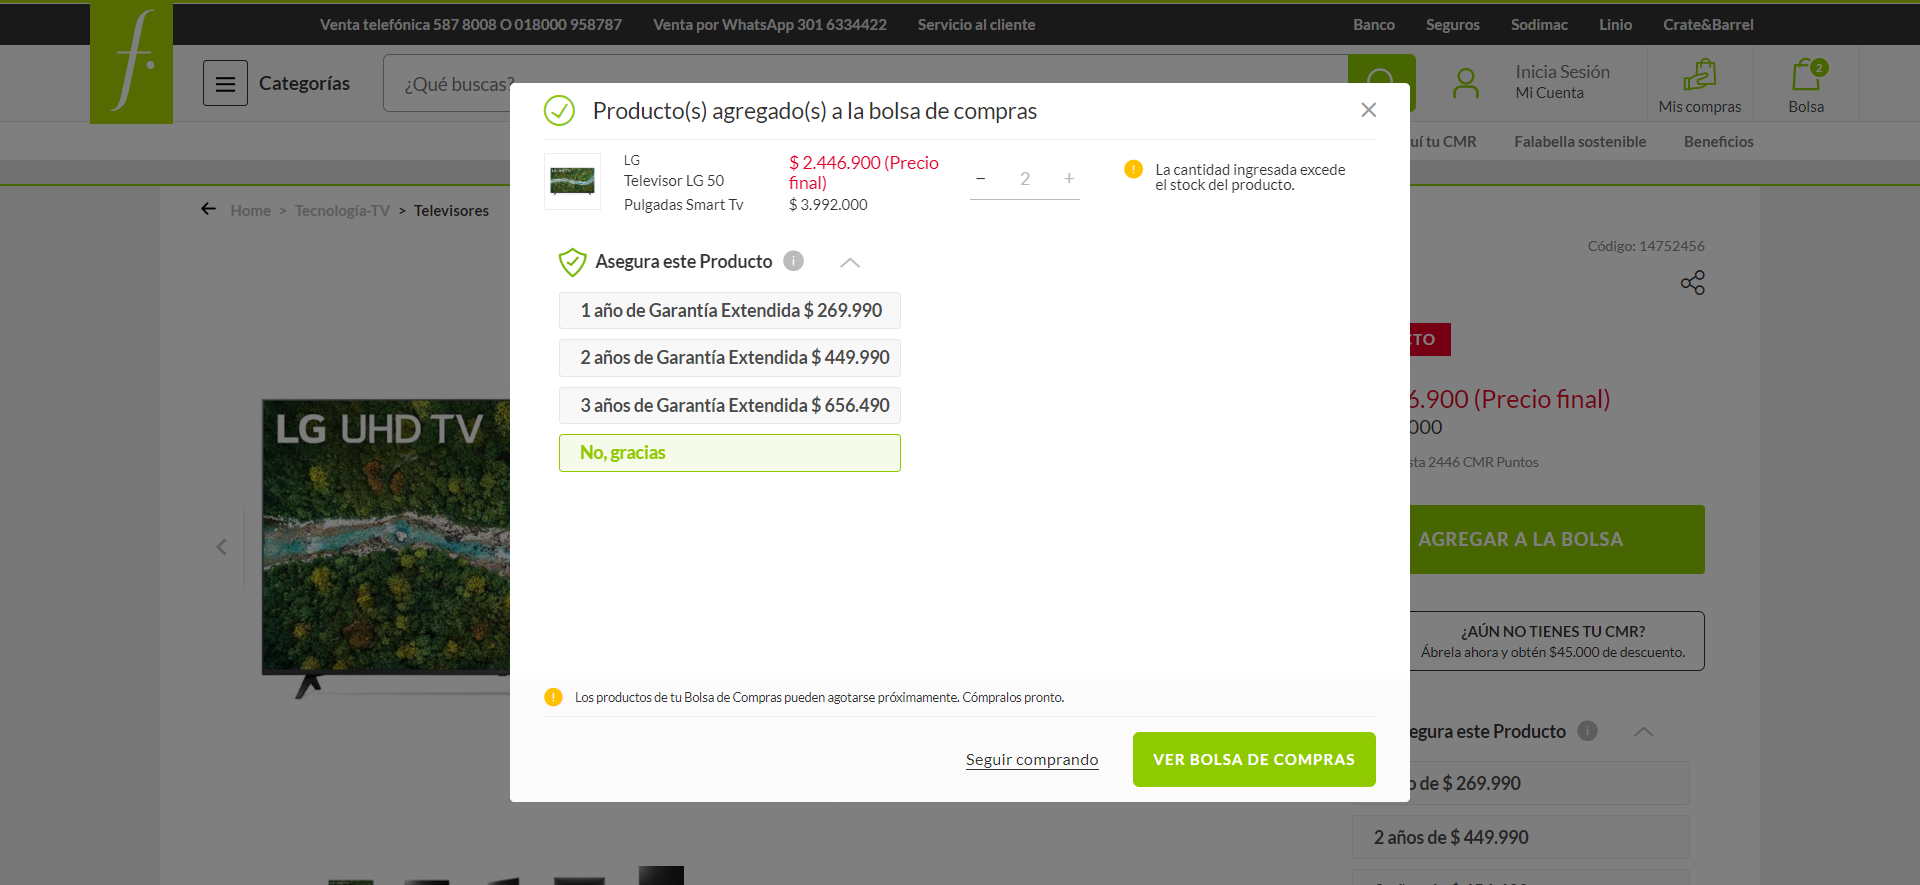 Venta telefónica 587 8008 O 018000 958787
Venta por WhatsApp 301 6334422
Servicio al cliente
Banco
Seguros
Sodimac
Linio
Crate&Barrel
f.
Categorías
¿Qué buscas?
Inicia Sesión
Mi Cuenta
Mis compras
2
Bolsa
tu CMR
Falabella sostenible
Beneficios
Home > Tecnología-TV > Televisores
Producto(s) agregado(s) a la bolsa de compras
LG
Televisor LG 50
Pulgadas Smart Tv
$ 2.446.900 (Precio
final)
$ 3.992.000
− 2 +
La cantidad ingresada excede
el stock del producto.
Asegura este Producto
1 año de Garantía Extendida $ 269.990
2 años de Garantía Extendida $ 449.990
3 años de Garantía Extendida $ 656.490
No, gracias
Los productos de tu Bolsa de Compras pueden agotarse próximamente. Cómpralos pronto.
Seguir comprando
VER BOLSA DE COMPRAS
LG UHD TV
Código: 14752456
CTO
6.900 (Precio final)
000
sta 2446 CMR Puntos
AGREGAR A LA BOLSA
¿AÚN NO TIENES TU CMR?
Ábrela ahora y obtén $45.000 de descuento.
egura este Producto
o de $ 269.990
2 años de $ 449.990